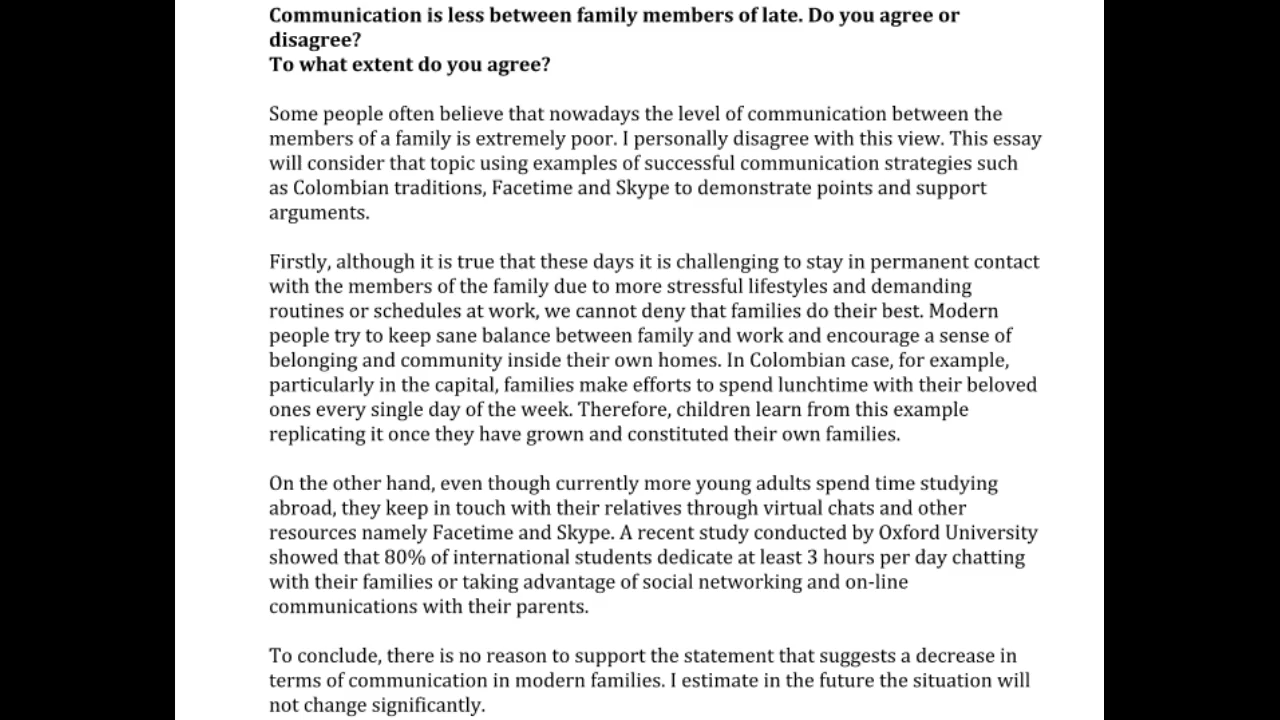 Communication is less between family members of late. Do you agree or
disagree?
To what extent do you agree?
Some people often believe that nowadays the level of communication between the
members of a family is extremely poor. I personally disagree with this view. This essay
will consider that topic using examples of successful communication strategies such
as Colombian traditions, Facetime and Skype to demonstrate points and support
arguments.
Firstly, although it is true that these days it is challenging to stay in permanent contact
with the members of the family due to more stressful lifestyles and demanding
routines or schedules at work, we cannot deny that families do their best. Modern
people try to keep sane balance between family and work and encourage a sense of
belonging and community inside their own homes. In Colombian case, for example,
particularly in the capital, families make efforts to spend lunchtime with their beloved
ones every single day of the week. Therefore, children learn from this example
replicating it once they have grown and constituted their own families.
On the other hand, even though currently more young adults spend time studying
abroad, they keep in touch with their relatives through virtual chats and other
resources namely Facetime and Skype. A recent study conducted by Oxford University
showed that 80% of international students dedicate at least 3 hours per day chatting
with their families or taking advantage of social networking and on-line
communications with their parents.
To conclude, there is no reason to support the statement that suggests a decrease in
terms of communication in modern families. I estimate in the future the situation will
not change significantly.